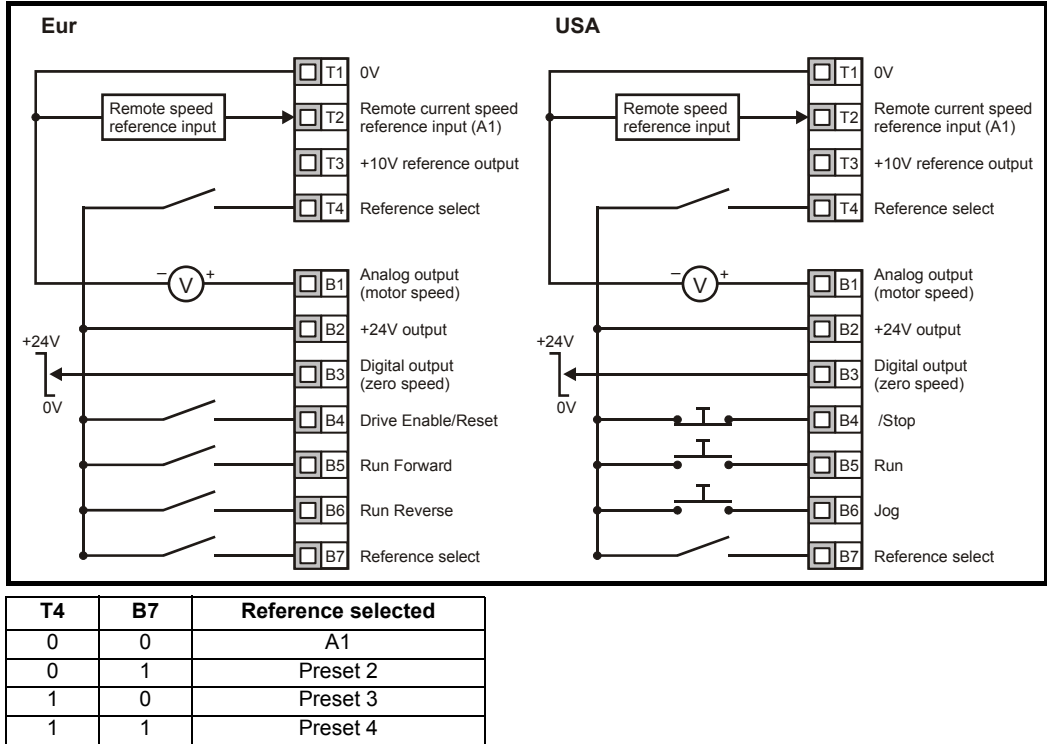 Eur
T1 0V
Remote speed
reference input
T2 Remote current speed
reference input (A1)
T3 +10V reference output
T4 Reference select
− V +
B1 Analog output
(motor speed)
B2 +24V output
+24V
0V
B3 Digital output
(zero speed)
B4 Drive Enable/Reset
B5 Run Forward
B6 Run Reverse
B7 Reference select
USA
T1 0V
Remote speed
reference input
T2 Remote current speed
reference input (A1)
T3 +10V reference output
T4 Reference select
− V +
B1 Analog output
(motor speed)
B2 +24V output
+24V
0V
B3 Digital output
(zero speed)
B4 /Stop
B5 Run
B6 Jog
B7 Reference select
T4 B7 Reference selected
0 0 A1
0 1 Preset 2
1 0 Preset 3
1 1 Preset 4